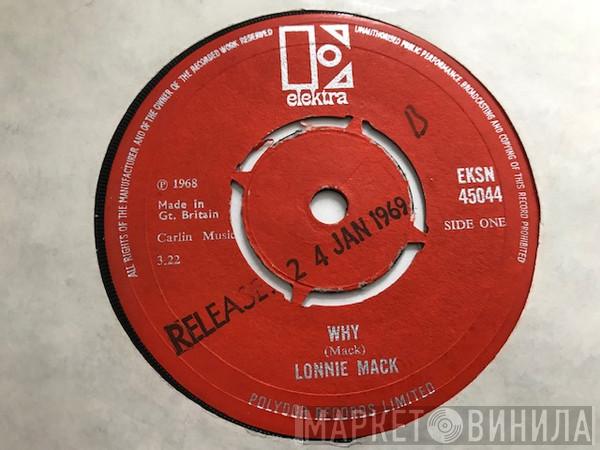 ALL RIGHTS OF THE MANUFACTURER AND OF THE OWNER OF THE RECORDED WORK RESERVED
UNAUTHORISED PUBLIC PERFORMANCE, BROADCASTING AND COPYING OF THIS RECORD PROHIBITED
elektra
B
℗ 1968
Made in
Gt. Britain
Carlin Music
3.22
EKSN
45044
SIDE ONE
RELEASE 24 JAN 1969
WHY
(Mack)
LONNIE MACK
POLYDOR RECORDS LIMITED
МАРКЕТ ВИНИЛА